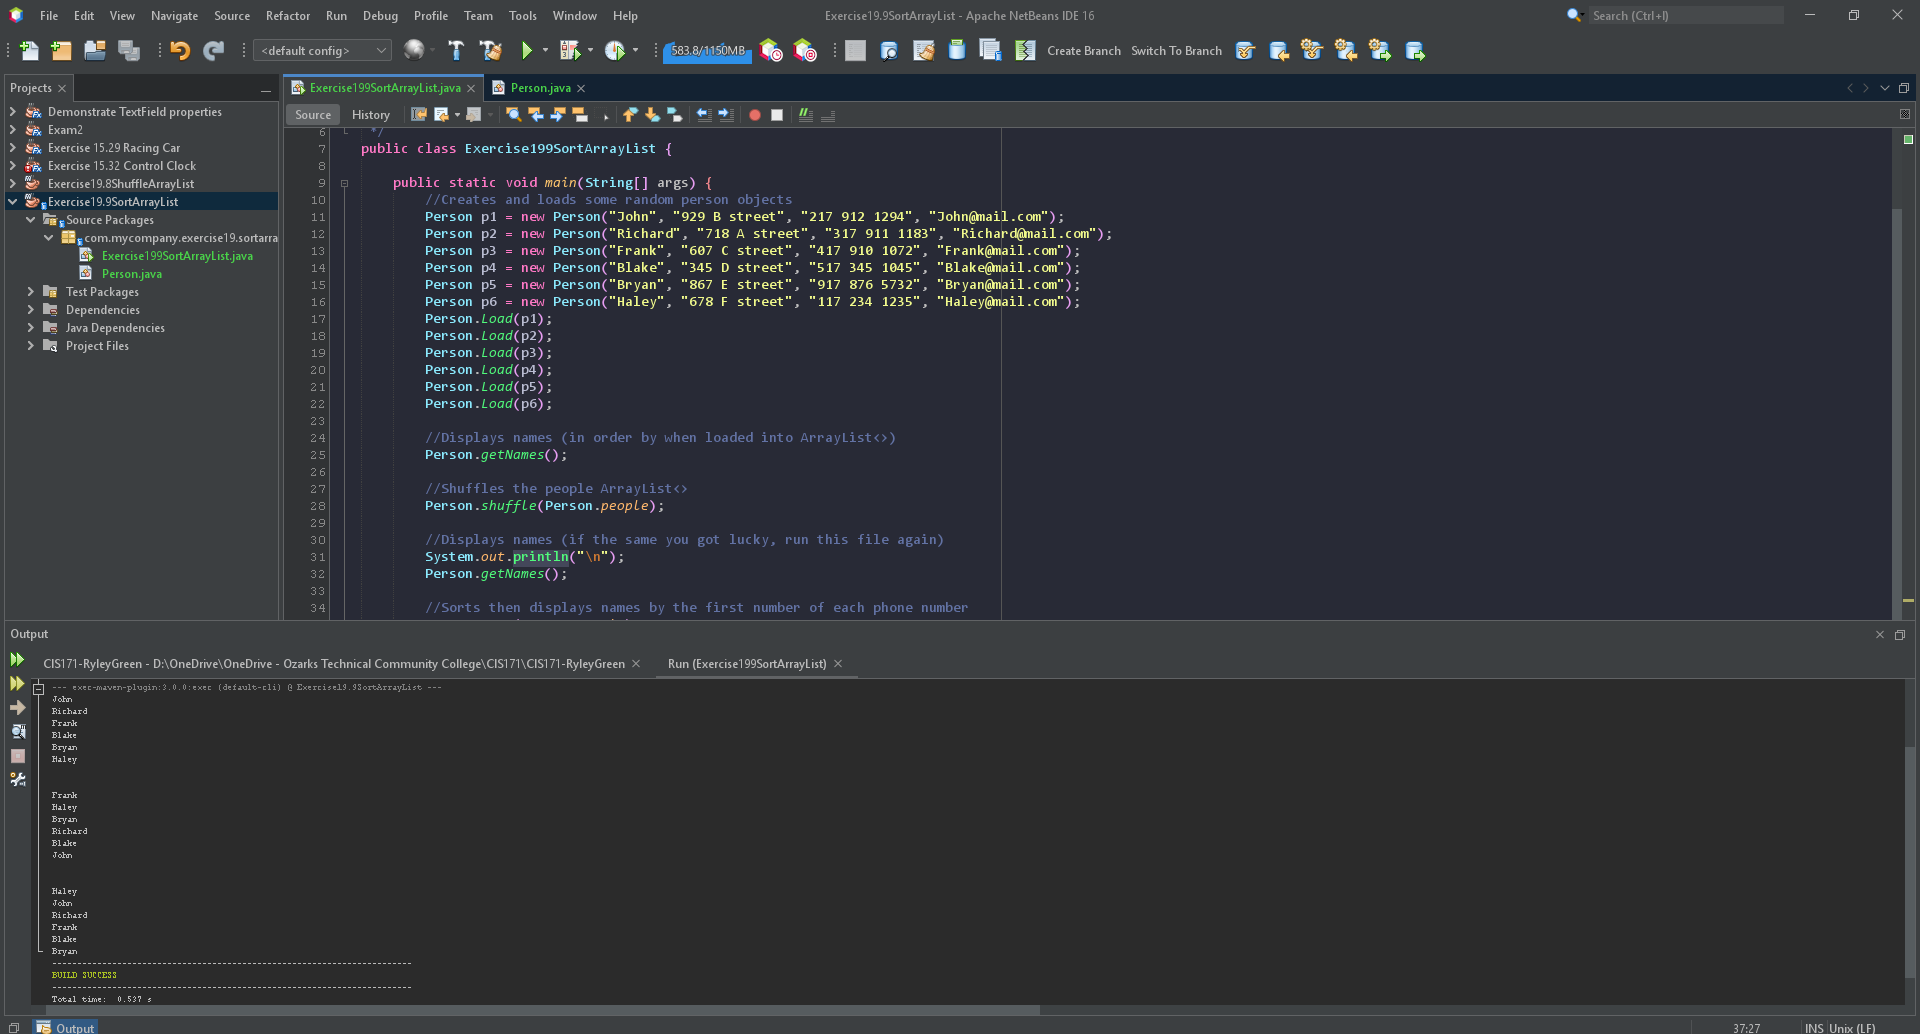 File Edit View Navigate Source Refactor Run Debug Profile Team Tools Window Help
Exercise19.9SortArrayList - Apache NetBeans IDE 16
Search (Ctrl+I)
<default config>
583.8/1150MB
Create Branch Switch To Branch
Projects
Exercise199SortArrayList.java
Person.java
Source History
Demonstrate TextField properties
Exam2
Exercise 15.29 Racing Car
Exercise 15.32 Control Clock
Exercise19.8ShuffleArrayList
Exercise19.9SortArrayList
Source Packages
com.mycompany.exercise19.sortarra
Exercise199SortArrayList.java
Person.java
Test Packages
Dependencies
Java Dependencies
Project Files
6 */
7 public class Exercise199SortArrayList {
8
9 public static void main(String[] args) {
10 //Creates and loads some random person objects
11 Person p1 = new Person("John", "929 B street", "217 912 1294", "John@mail.com");
12 Person p2 = new Person("Richard", "718 A street", "317 911 1183", "Richard@mail.com");
13 Person p3 = new Person("Frank", "607 C street", "417 910 1072", "Frank@mail.com");
14 Person p4 = new Person("Blake", "345 D street", "517 345 1045", "Blake@mail.com");
15 Person p5 = new Person("Bryan", "867 E street", "917 876 5732", "Bryan@mail.com");
16 Person p6 = new Person("Haley", "678 F street", "117 234 1235", "Haley@mail.com");
17 Person.Load(p1);
18 Person.Load(p2);
19 Person.Load(p3);
20 Person.Load(p4);
21 Person.Load(p5);
22 Person.Load(p6);
23
24 //Displays names (in order by when loaded into ArrayList<>)
25 Person.getNames();
26
27 //Shuffles the people ArrayList<>
28 Person.shuffle(Person.people);
29
30 //Displays names (if the same you got lucky, run this file again)
31 System.out.println("\n");
32 Person.getNames();
33
34 //Sorts then displays names by the first number of each phone number
Output
CIS171-RyleyGreen - D:\OneDrive\OneDrive - Ozarks Technical Community College\CIS171\CIS171-RyleyGreen
Run (Exercise199SortArrayList)
--- exec-maven-plugin:3.0.0:exec (default-cli) @ Exercise19.9SortArrayList ---
John
Richard
Frank
Blake
Bryan
Haley
Frank
Haley
Bryan
Richard
Blake
John
Haley
John
Richard
Frank
Blake
Bryan
------------------------------------------------------------------------
BUILD SUCCESS
------------------------------------------------------------------------
Total time: 0.537 s
Output
37:27 INS Unix (LF)